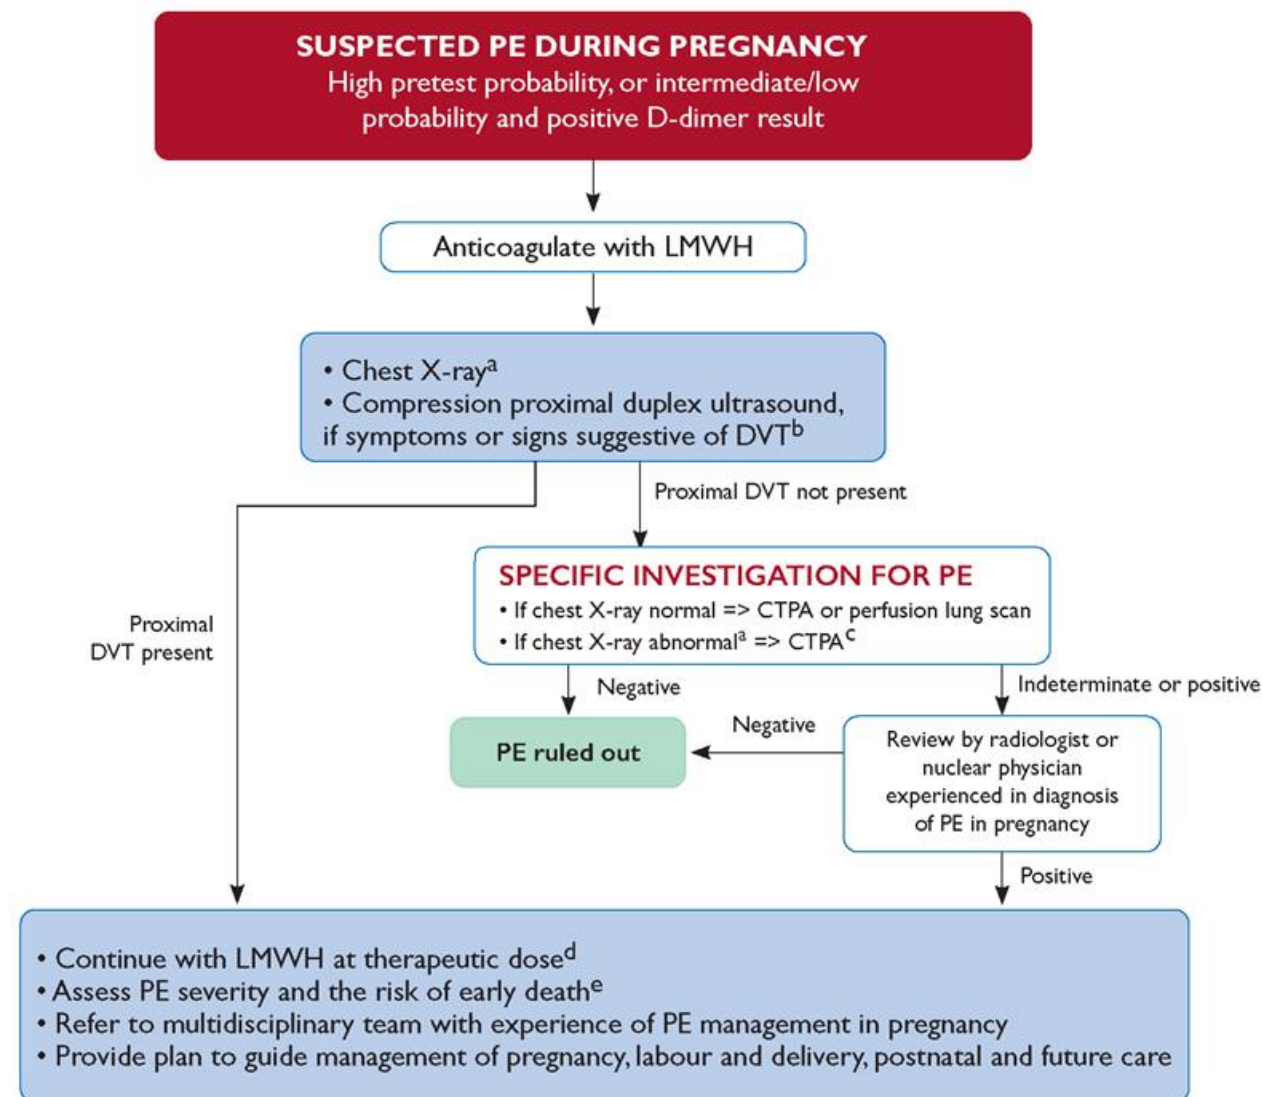 SUSPECTED PE DURING PREGNANCY
High pretest probability, or intermediate/low
probability and positive D-dimer result
Anticoagulate with LMWH
• Chest X-rayᵃ
• Compression proximal duplex ultrasound,
if symptoms or signs suggestive of DVTᵇ
Proximal DVT not present
Proximal
DVT present
SPECIFIC INVESTIGATION FOR PE
• If chest X-ray normal => CTPA or perfusion lung scan
• If chest X-ray abnormalᵃ => CTPAᶜ
Negative
Indeterminate or positive
PE ruled out
Negative
Review by radiologist or
nuclear physician
experienced in diagnosis
of PE in pregnancy
Positive
• Continue with LMWH at therapeutic doseᵈ
• Assess PE severity and the risk of early deathᵉ
• Refer to multidisciplinary team with experience of PE management in pregnancy
• Provide plan to guide management of pregnancy, labour and delivery, postnatal and future care